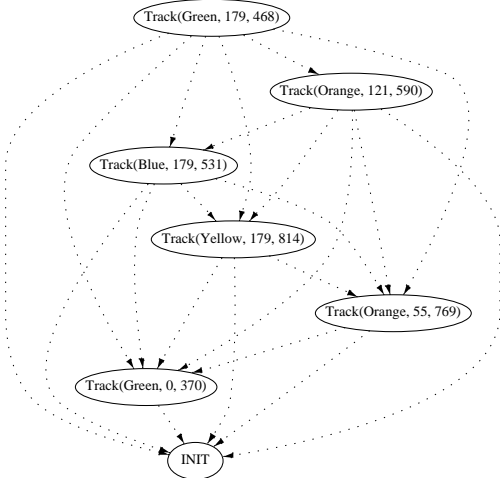 Track(Green, 179, 468)
Track(Orange, 121, 590)
Track(Blue, 179, 531)
Track(Yellow, 179, 814)
Track(Orange, 55, 769)
Track(Green, 0, 370)
INIT